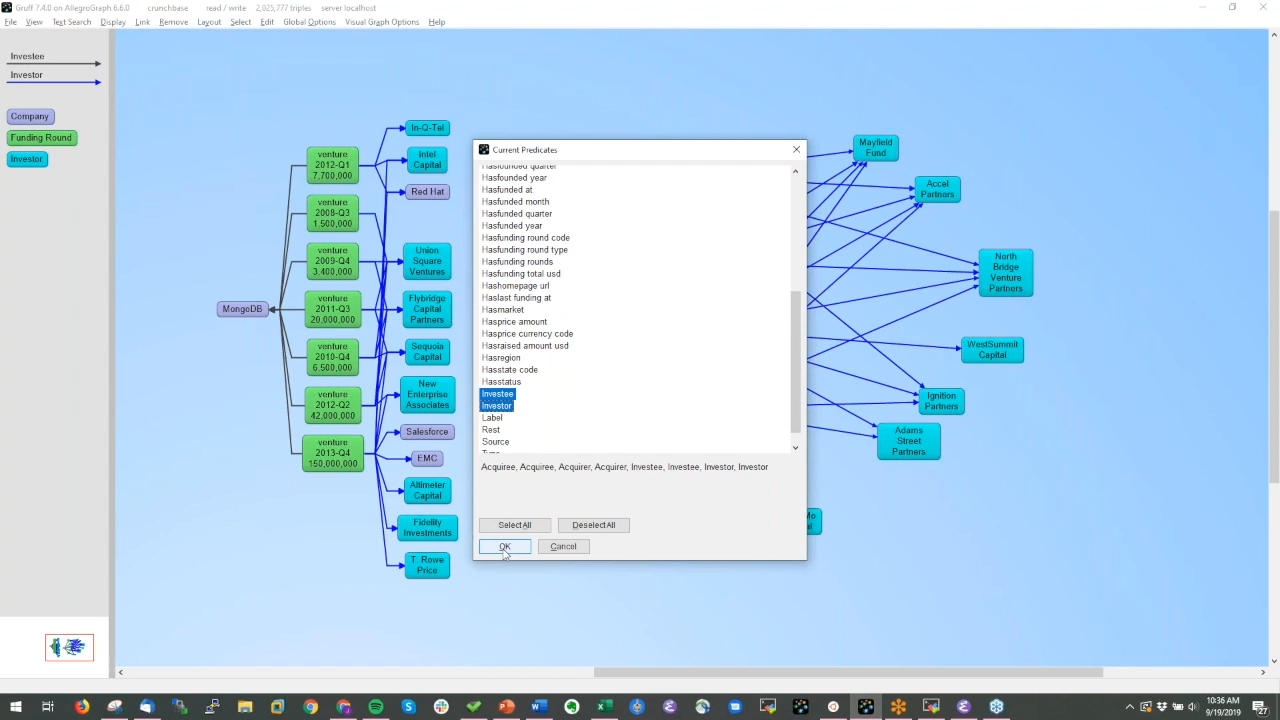 Gruff 7.4.0 on AllegroGraph 6.6.0 crunchbase read / write 2,025,777 triples server localhost
File View Text Search Display Link Remove Layout Select Edit Global Options Visual Graph Options Help
Investee
Investor
Company
Funding Round
Investor
MongoDB
venture
2012-Q1
7,700,000
venture
2008-Q3
1,500,000
venture
2009-Q4
3,400,000
venture
2011-Q3
20,000,000
venture
2010-Q4
6,500,000
venture
2012-Q2
42,000,000
venture
2013-Q4
150,000,000
In-Q-Tel
Intel
Capital
Red Hat
Union
Square
Ventures
Flybridge
Capital
Partners
Sequoia
Capital
New
Enterprise
Associates
Salesforce
EMC
Altimeter
Capital
Fidelity
Investments
T. Rowe
Price
Current Predicates
Hasfounded quarter
Hasfounded year
Hasfunded at
Hasfunded month
Hasfunded quarter
Hasfunded year
Hasfunding round code
Hasfunding round type
Hasfunding rounds
Hasfunding total usd
Hashomepage url
Haslast funding at
Hasmarket
Hasprice amount
Hasprice currency code
Hasraised amount usd
Hasregion
Hasstate code
Hasstatus
Investee
Investor
Label
Rest
Source
Acquiree, Acquiree, Acquirer, Acquirer, Investee, Investee, Investor, Investor
Select All Deselect All
OK Cancel
Mayfield
Fund
Accel
Partners
North
Bridge
Venture
Partners
WestSummit
Capital
Ignition
Partners
Adams
Street
Partners
10:36 AM
9/19/2019